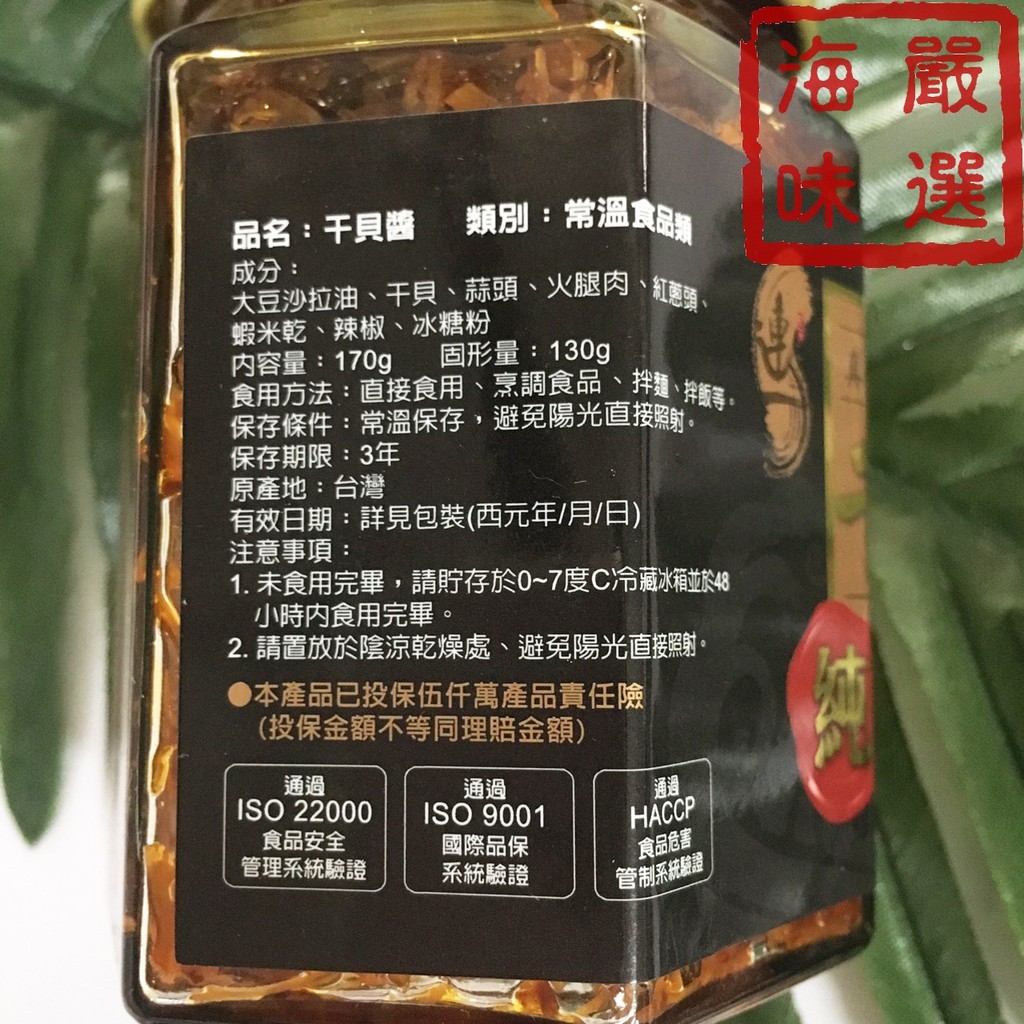 嚴選
海味
品名：干貝醬 類別：常溫食品類
成分：
大豆沙拉油、干貝、蒜頭、火腿肉、紅蔥頭、
蝦米乾、辣椒、冰糖粉
內容量：170g 固形量：130g
食用方法：直接食用、烹調食品、拌麵、拌飯等。
保存條件：常溫保存，避免陽光直接照射。
保存期限：3年
原產地：台灣
有效日期：詳見包裝(西元年/月/日)
注意事項：
1. 未食用完畢，請貯存於0~7度C冷藏冰箱並於48
小時內食用完畢。
2. 請置放於陰涼乾燥處、避免陽光直接照射。
●本產品已投保伍仟萬產品責任險
(投保金額不等同理賠金額)
通過
ISO 22000
食品安全
管理系統驗證
通過
ISO 9001
國際品保
系統驗證
通過
HACCP
食品危害
管制系統驗證
純